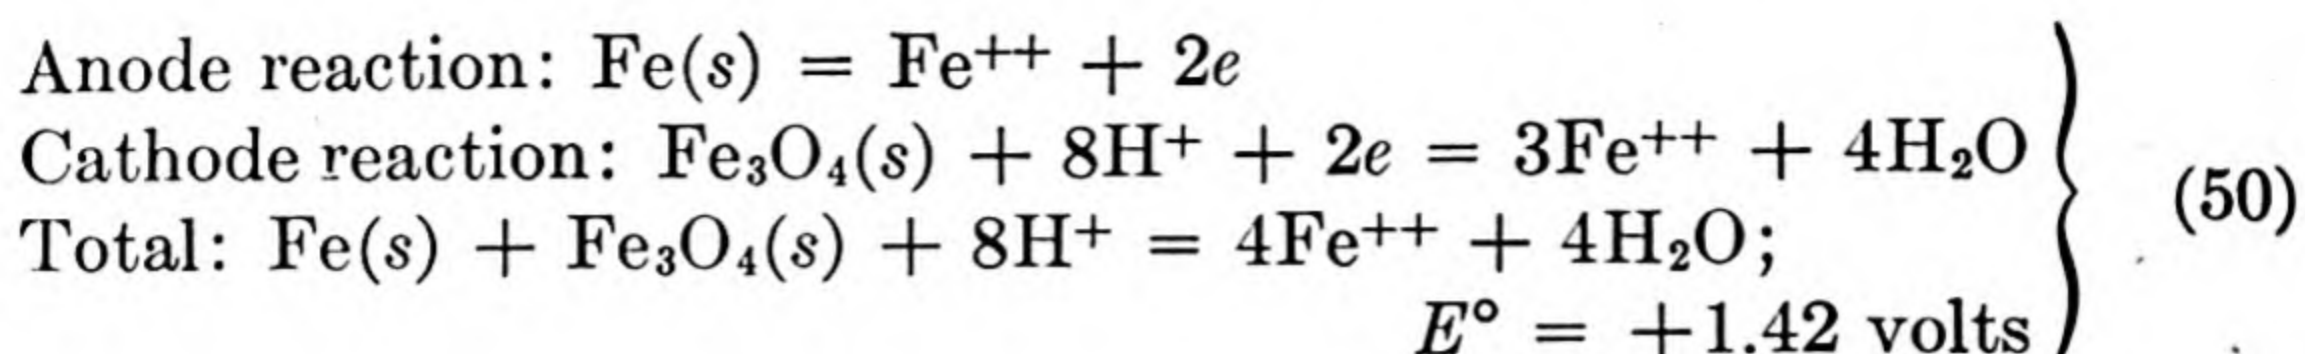 Anode reaction: Fe(s) = Fe⁺⁺ + 2e
Cathode reaction: Fe₃O₄(s) + 8H⁺ + 2e = 3Fe⁺⁺ + 4H₂O
(50)
Total: Fe(s) + Fe₃O₄(s) + 8H⁺ = 4Fe⁺⁺ + 4H₂O;
E° = +1.42 volts